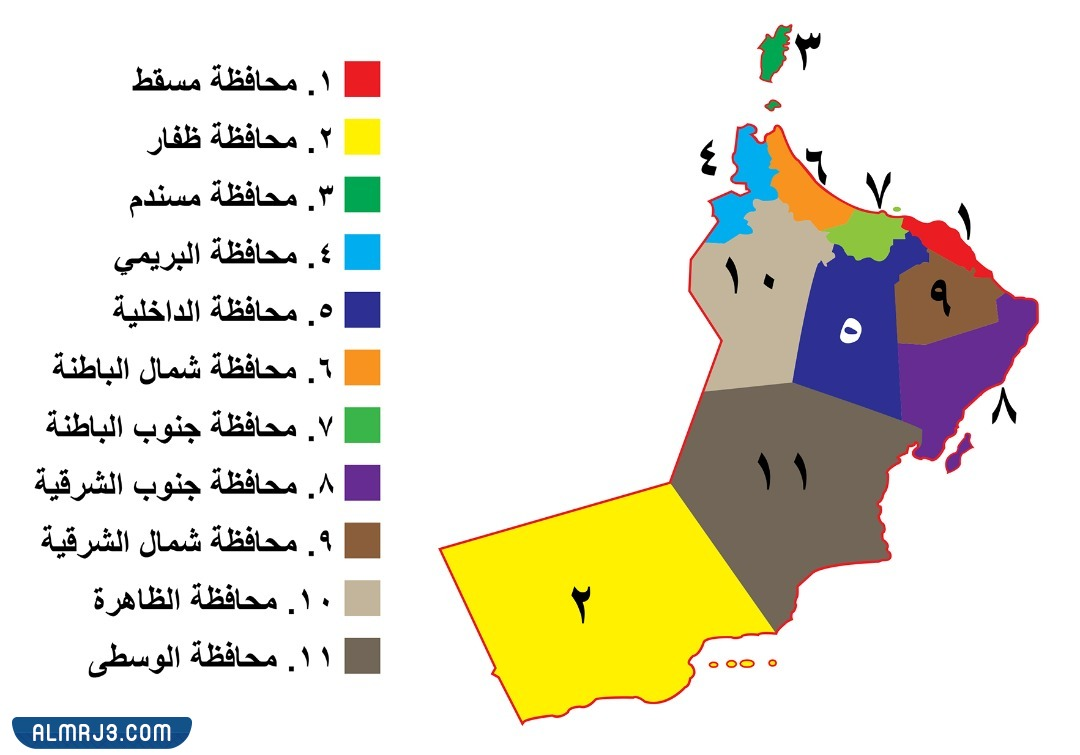 ١. محافظة مسقط
٢. محافظة ظفار
٣. محافظة مسندم
٤. محافظة البريمي
٥. محافظة الداخلية
٦. محافظة شمال الباطنة
٧. محافظة جنوب الباطنة
٨. محافظة جنوب الشرقية
٩. محافظة شمال الشرقية
١٠. محافظة الظاهرة
١١. محافظة الوسطى
٣
٤
٦
٧
١
١٠
٩
٥
٨
١١
٢
ALMRJ3.COM